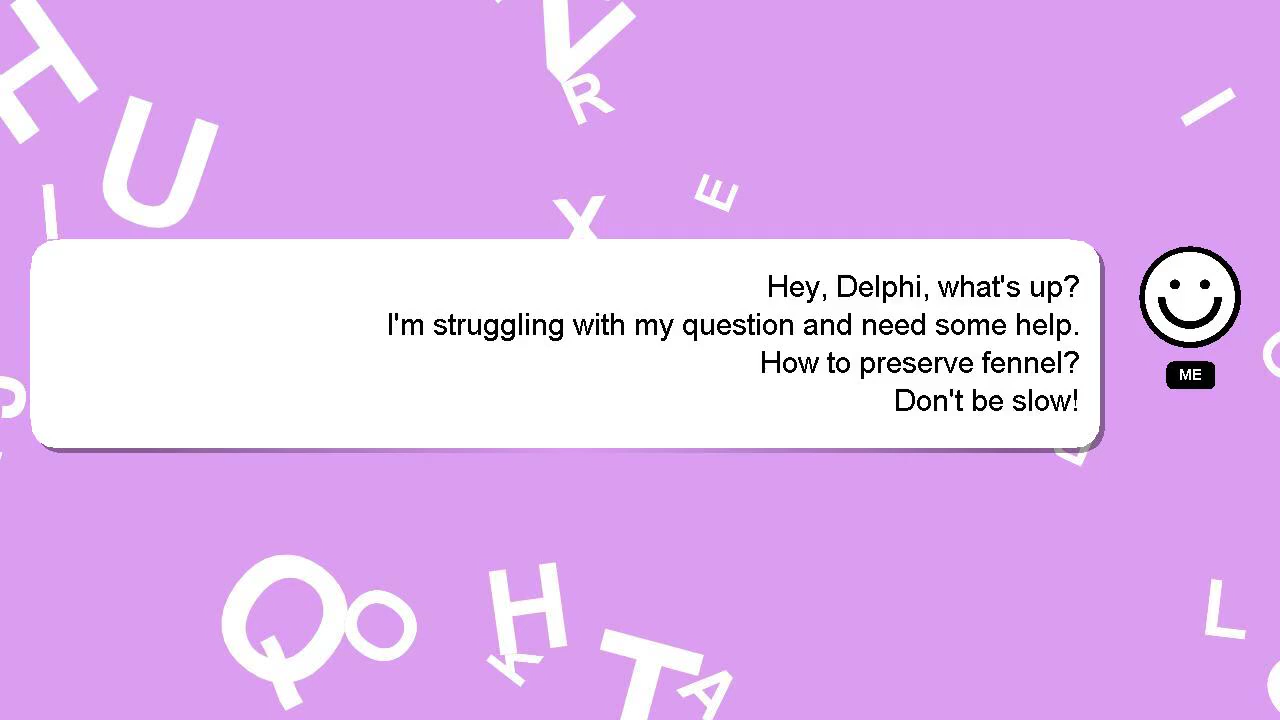 Hey, Delphi, what's up?
I'm struggling with my question and need some help.
How to preserve fennel?
Don't be slow!
ME
H
U
I
V
R
X
E
I
Q
O
H
K
T
A
L